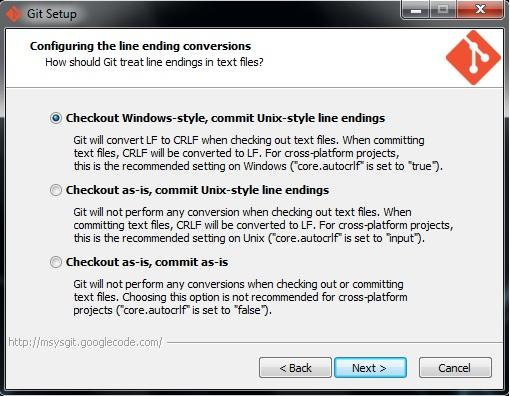 Git Setup
Configuring the line ending conversions
How should Git treat line endings in text files?
Checkout Windows-style, commit Unix-style line endings
Git will convert LF to CRLF when checking out text files. When committing
text files, CRLF will be converted to LF. For cross-platform projects,
this is the recommended setting on Windows ("core.autocrlf" is set to "true").
Checkout as-is, commit Unix-style line endings
Git will not perform any conversion when checking out text files. When
committing text files, CRLF will be converted to LF. For cross-platform projects,
this is the recommended setting on Unix ("core.autocrlf" is set to "input").
Checkout as-is, commit as-is
Git will not perform any conversions when checking out or committing
text files. Choosing this option is not recommended for cross-platform
projects ("core.autocrlf" is set to "false").
http://msysgit.googlecode.com/
< Back
Next >
Cancel